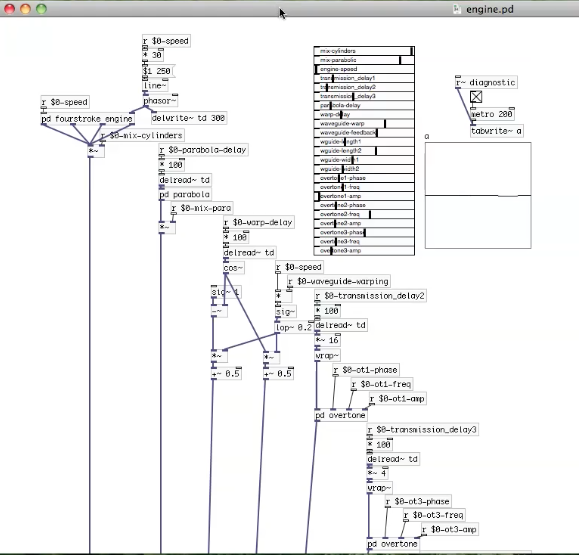 engine.pd
r $0-speed
* 30
$1 250
line~
phasor~
delwrite~ td 300
r $0-speed
pd fourstroke_engine
r $0-mix-cylinders
*~
r $0-parabola-delay
* 100
delread~ td
pd parabola
r $0-mix-para
*~
r $0-warp-delay
* 100
delread~ td
cos~
sig~ 1
-~
*~
+~ 0.5
*~
+~ 0.5
r $0-speed
r $0-waveguide-warping
*
sig~
lop~ 0.2
r $0-transmission_delay2
* 100
delread~ td
*~ 16
wrap~
r $0-ot1-phase
r $0-ot1-freq
r $0-ot1-amp
pd overtone
r $0-transmission_delay3
* 100
delread~ td
*~ 4
wrap~
r $0-ot3-phase
r $0-ot3-freq
r $0-ot3-amp
pd overtone
mix-cylinders
mix-parabolic
engine-speed
transmission_delay1
transmission_delay2
transmission_delay3
parabola-delay
warp-delay
waveguide-warp
waveguide-feedback
wguide-length1
wguide-length2
wguide-width1
wguide-width2
overtone1-phase
overtone1-freq
overtone1-amp
overtone2-phase
overtone2-freq
overtone2-amp
overtone3-phase
overtone3-freq
overtone3-amp
r~ diagnostic
metro 200
tabwrite~ a
a